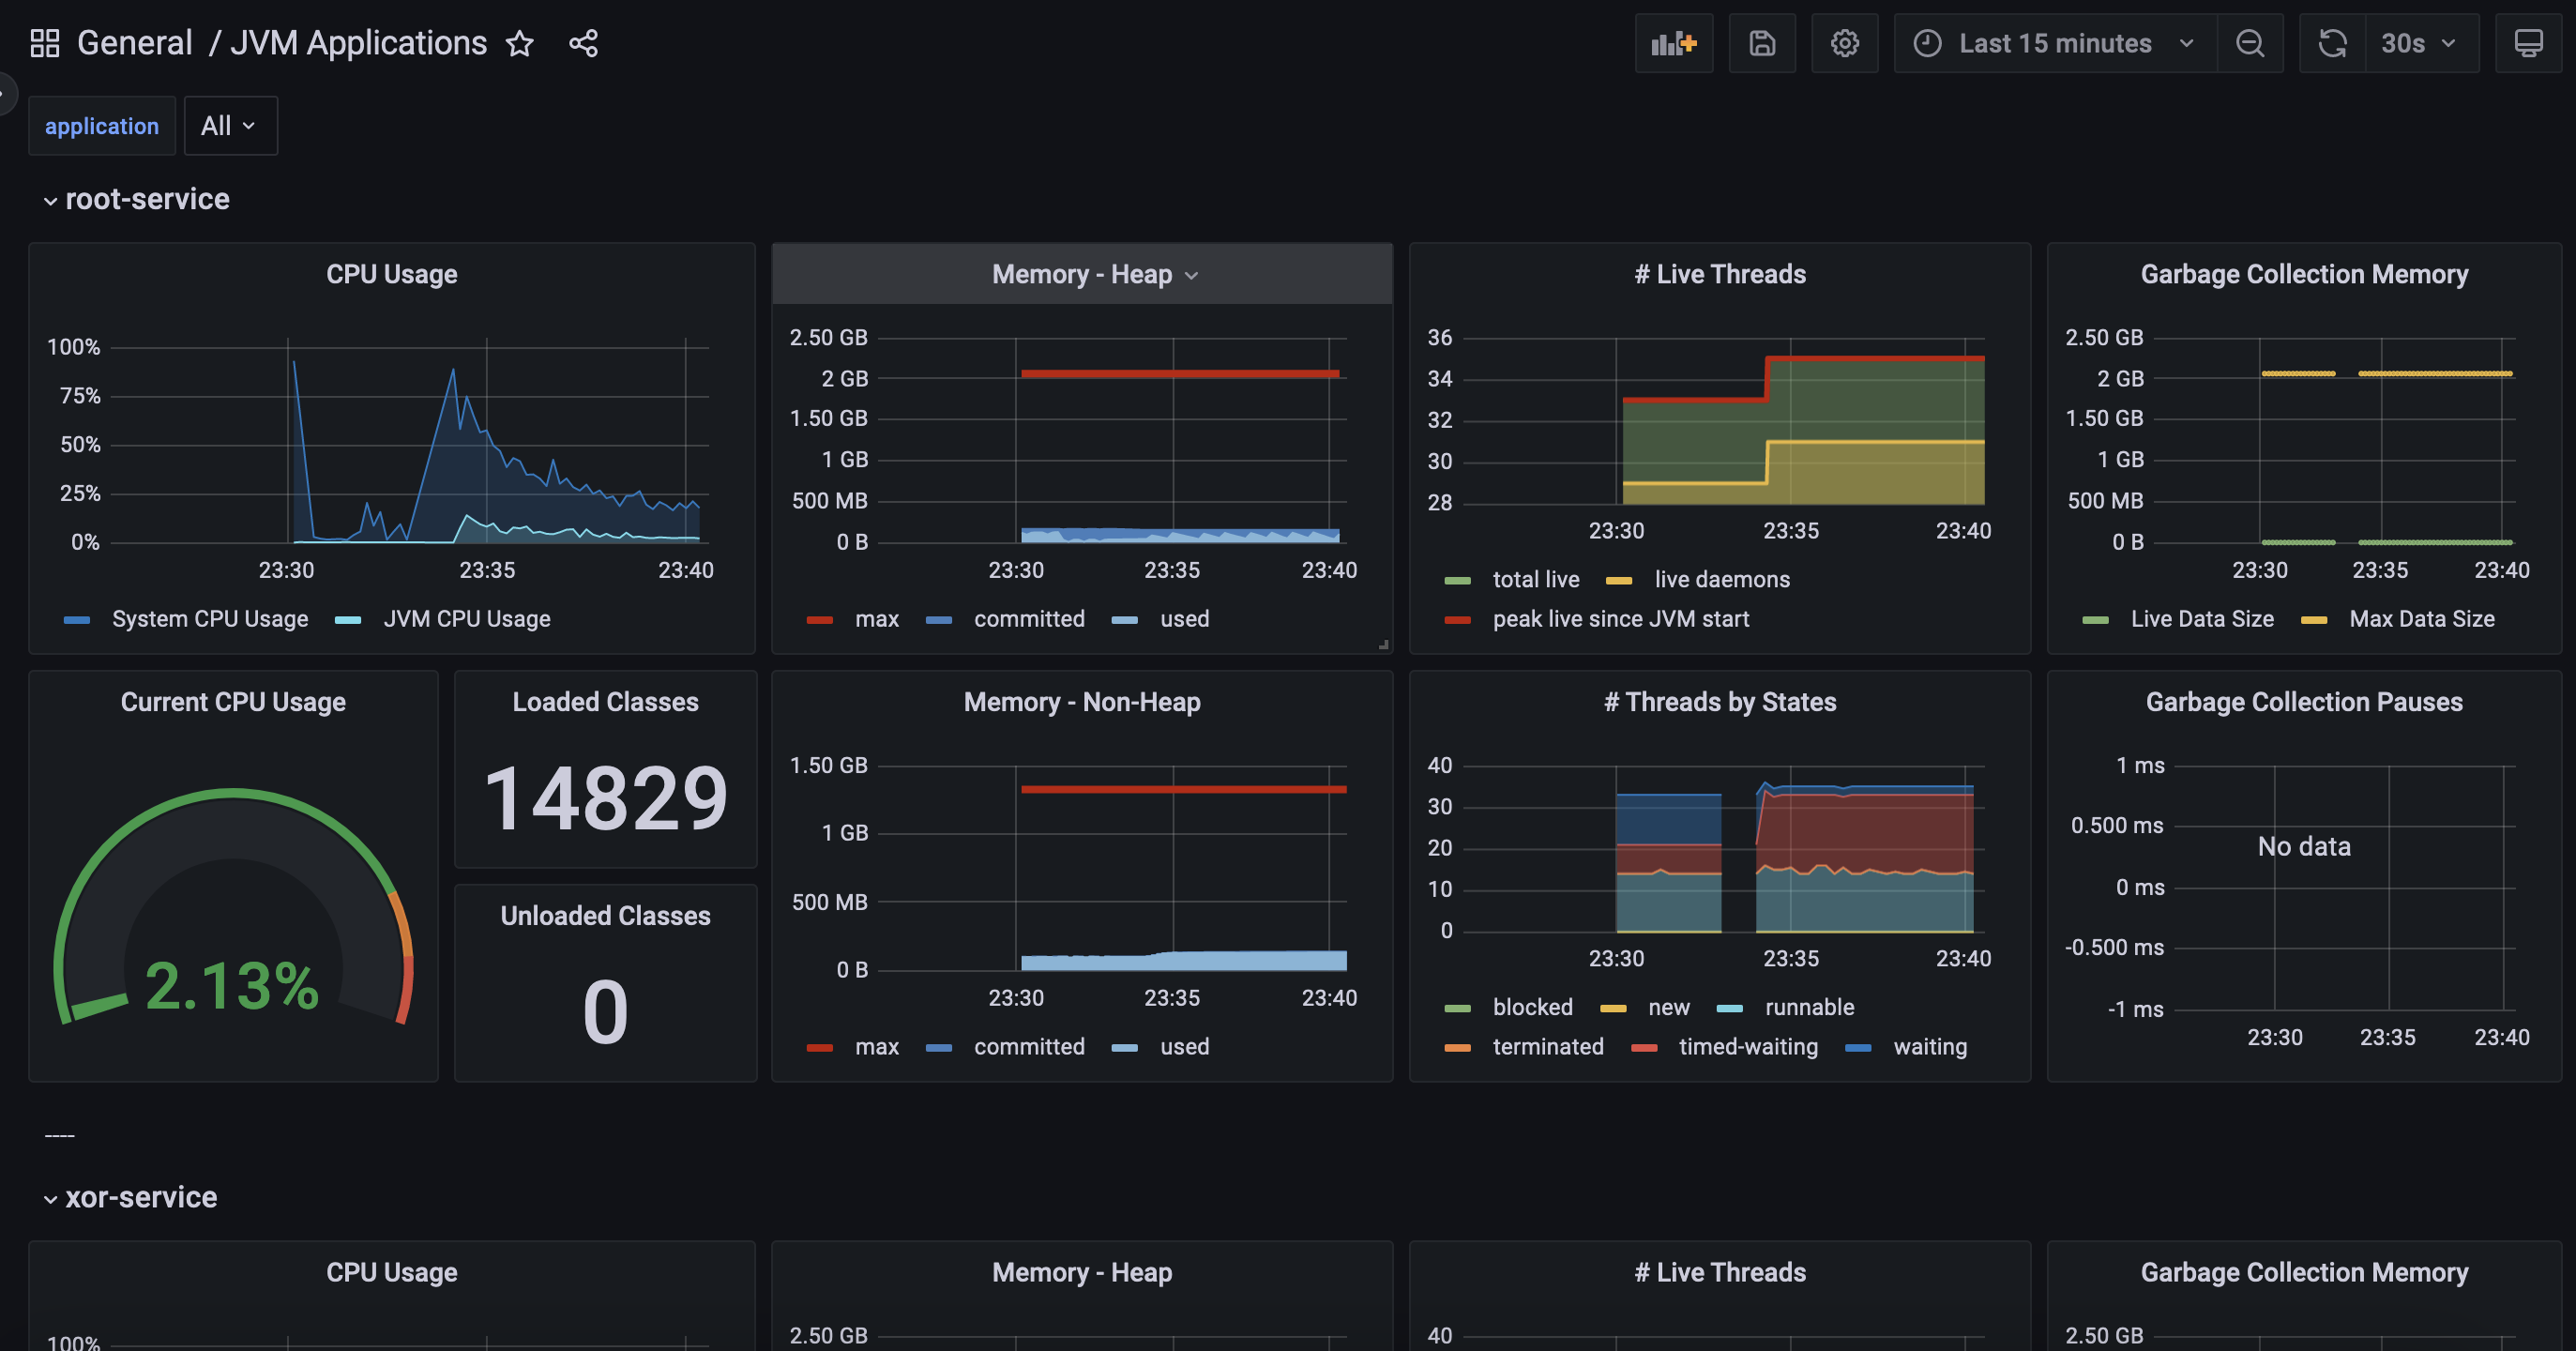 General / JVM Applications
Last 15 minutes
30s
application
All
root-service
CPU Usage
100%
75%
50%
25%
0%
23:30 23:35 23:40
System CPU Usage JVM CPU Usage
Memory - Heap
2.50 GB
2 GB
1.50 GB
1 GB
500 MB
0 B
23:30 23:35 23:40
max committed used
# Live Threads
36
34
32
30
28
23:30 23:35 23:40
total live live daemons
peak live since JVM start
Garbage Collection Memory
2.50 GB
2 GB
1.50 GB
1 GB
500 MB
0 B
23:30 23:35 23:40
Live Data Size Max Data Size
Current CPU Usage
2.13%
Loaded Classes
14829
Unloaded Classes
0
Memory - Non-Heap
1.50 GB
1 GB
500 MB
0 B
23:30 23:35 23:40
max committed used
# Threads by States
40
30
20
10
0
23:30 23:35 23:40
blocked new runnable
terminated timed-waiting waiting
Garbage Collection Pauses
1 ms
0.500 ms
0 ms
-0.500 ms
-1 ms
No data
23:30 23:35 23:40
----
xor-service
CPU Usage
100%
Memory - Heap
2.50 GB
# Live Threads
40
Garbage Collection Memory
2.50 GB